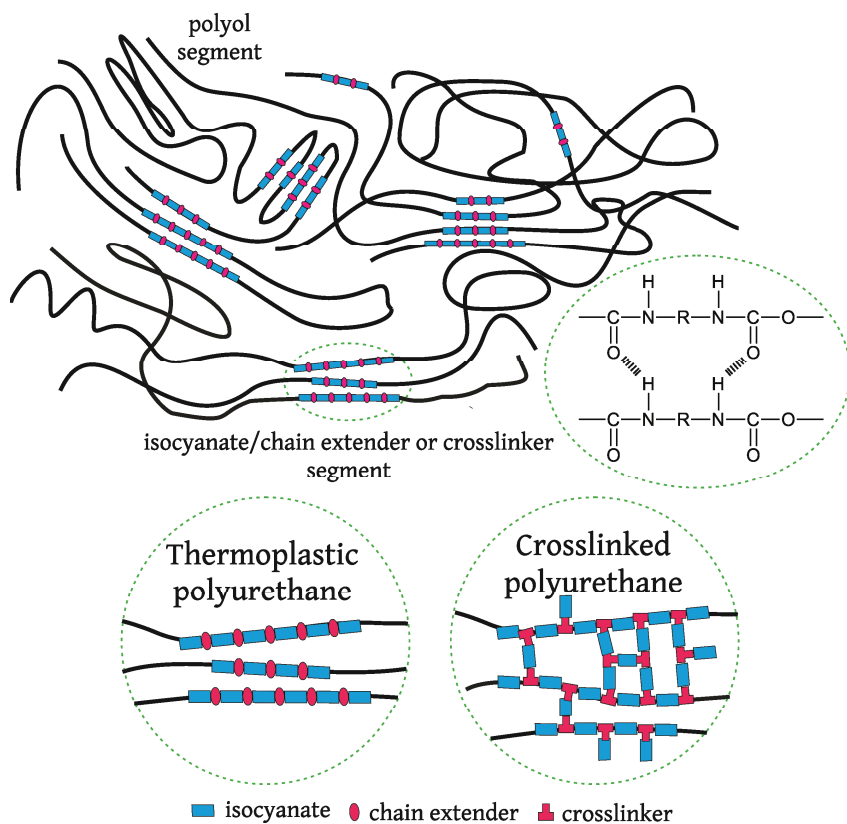 polyol
segment
H H
C N R N C O
O O
H H
C N R N C O
O O
isocyanate/chain extender or crosslinker
segment
Thermoplastic
polyurethane
Crosslinked
polyurethane
isocyanate chain extender crosslinker